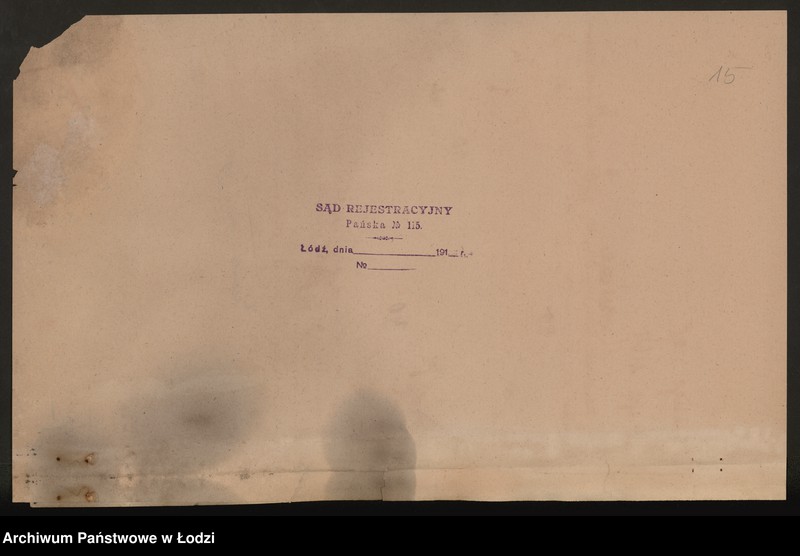 15
SĄD REJESTRACYJNY
Pańska № 115.
Łódź, dnia 191 r.
№
Archiwum Państwowe w Łodzi